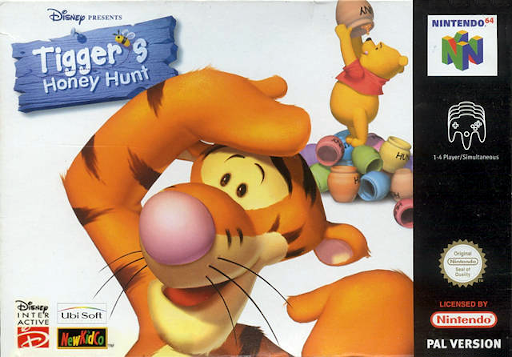 Disney PRESENTS
Tigger's
Honey Hunt
NINTENDO 64
N
1-4 Player/Simultaneous
Original
Nintendo
Seal of
Quality
LICENSED BY
Nintendo
PAL VERSION
Disney
INTER
ACTIVE
D
Ubi Soft
NewKidCo